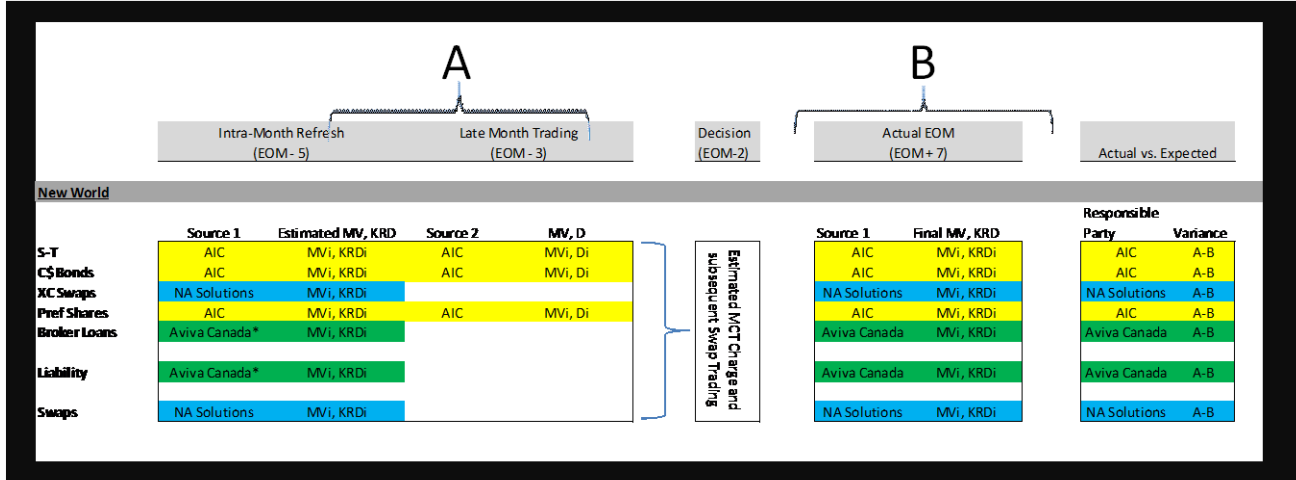 A B
Intra-Month Refresh Late Month Trading Decision Actual EOM
(EOM - 5) (EOM - 3) (EOM-2) (EOM + 7) Actual vs. Expected
New World
Responsible
Source 1 Estimated MV, KRD Source 2 MV, D Source 1 Final MV, KRD Party Variance
S-T AIC MVi, KRDi AIC MVi, Di AIC MVi, KRDi AIC A-B
C$ Bonds AIC MVi, KRDi AIC MVi, Di AIC MVi, KRDi AIC A-B
XC Swaps NA Solutions MVi, KRDi NA Solutions MVi, KRDi NA Solutions A-B
Pref Shares AIC MVi, KRDi AIC MVi, Di AIC MVi, KRDi AIC A-B
Broker Loans Aviva Canada* MVi, KRDi Aviva Canada MVi, KRDi Aviva Canada A-B
Liability Aviva Canada* MVi, KRDi Aviva Canada MVi, KRDi Aviva Canada A-B
Swaps NA Solutions MVi, KRDi NA Solutions MVi, KRDi NA Solutions A-B
Estimated MCT Charge and
subsequent Swap Trading